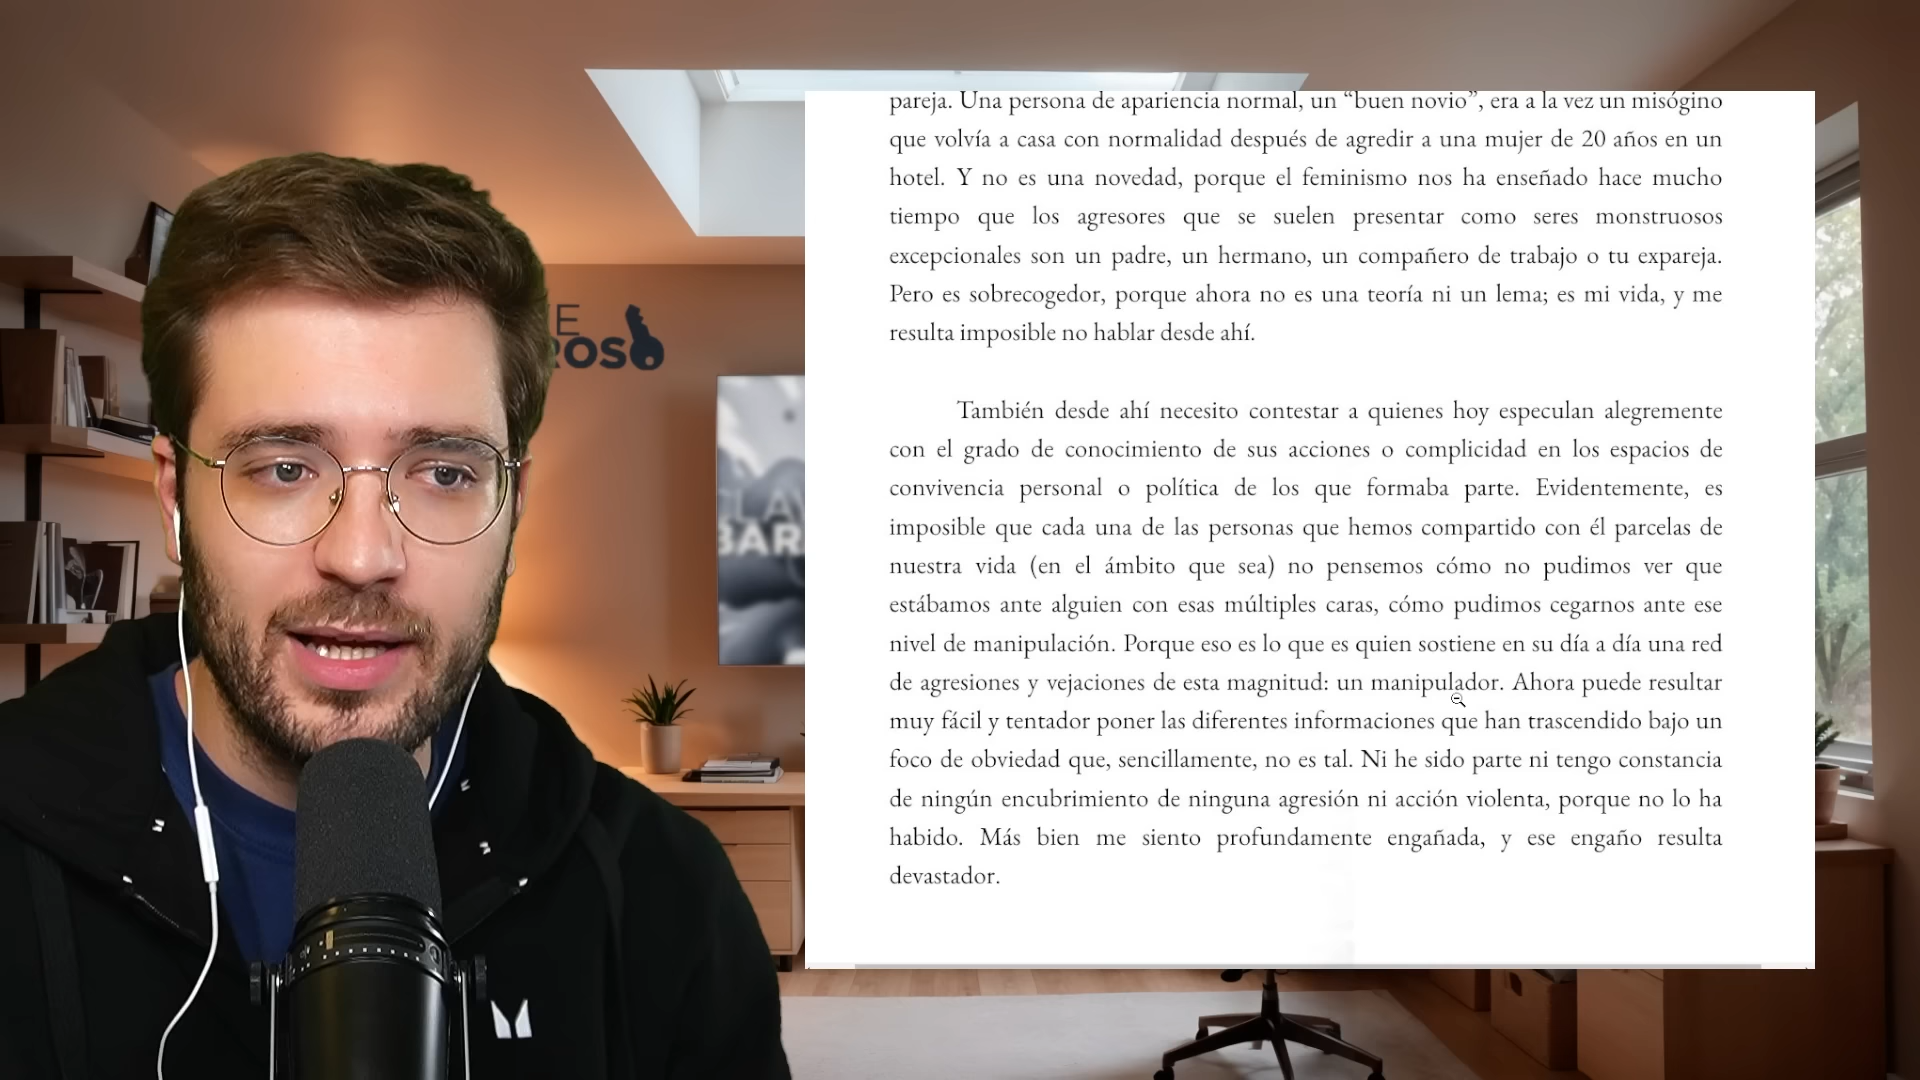 pareja. Una persona de apariencia normal, un “buen novio”, era a la vez un misógino
que volvía a casa con normalidad después de agredir a una mujer de 20 años en un
hotel. Y no es una novedad, porque el feminismo nos ha enseñado hace mucho
tiempo que los agresores que se suelen presentar como seres monstruosos
excepcionales son un padre, un hermano, un compañero de trabajo o tu expareja.
Pero es sobrecogedor, porque ahora no es una teoría ni un lema; es mi vida, y me
resulta imposible no hablar desde ahí.
También desde ahí necesito contestar a quienes hoy especulan alegremente
con el grado de conocimiento de sus acciones o complicidad en los espacios de
convivencia personal o política de los que formaba parte. Evidentemente, es
imposible que cada una de las personas que hemos compartido con él parcelas de
nuestra vida (en el ámbito que sea) no pensemos cómo no pudimos ver que
estábamos ante alguien con esas múltiples caras, cómo pudimos cegarnos ante ese
nivel de manipulación. Porque eso es lo que es quien sostiene en su día a día una red
de agresiones y vejaciones de esta magnitud: un manipulador. Ahora puede resultar
muy fácil y tentador poner las diferentes informaciones que han trascendido bajo un
foco de obviedad que, sencillamente, no es tal. Ni he sido parte ni tengo constancia
de ningún encubrimiento de ninguna agresión ni acción violenta, porque no lo ha
habido. Más bien me siento profundamente engañada, y ese engaño resulta
devastador.
E
ROS
BAR